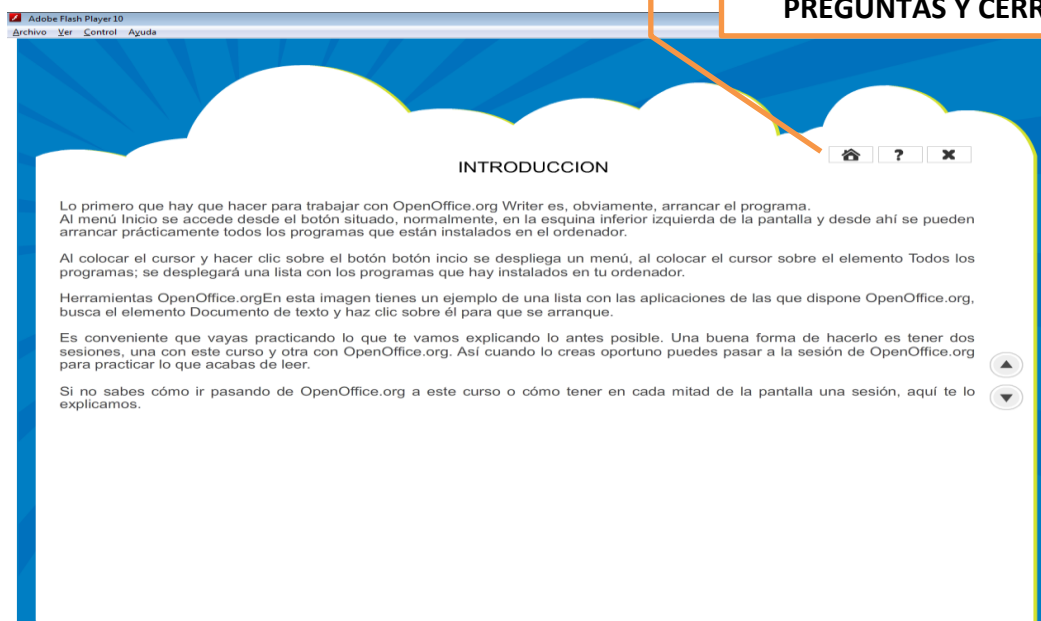 PREGUNTAS Y CERR
Adobe Flash Player 10
Archivo Ver Control Ayuda
?
INTRODUCCION
Lo primero que hay que hacer para trabajar con OpenOffice.org Writer es, obviamente, arrancar el programa.
Al menú Inicio se accede desde el botón situado, normalmente, en la esquina inferior izquierda de la pantalla y desde ahí se pueden
arrancar prácticamente todos los programas que están instalados en el ordenador.
Al colocar el cursor y hacer clic sobre el botón botón incio se despliega un menú, al colocar el cursor sobre el elemento Todos los
programas; se desplegará una lista con los programas que hay instalados en tu ordenador.
Herramientas OpenOffice.orgEn esta imagen tienes un ejemplo de una lista con las aplicaciones de las que dispone OpenOffice.org,
busca el elemento Documento de texto y haz clic sobre él para que se arranque.
Es conveniente que vayas practicando lo que te vamos explicando lo antes posible. Una buena forma de hacerlo es tener dos
sesiones, una con este curso y otra con OpenOffice.org. Así cuando lo creas oportuno puedes pasar a la sesión de OpenOffice.org
para practicar lo que acabas de leer.
Si no sabes cómo ir pasando de OpenOffice.org a este curso o cómo tener en cada mitad de la pantalla una sesión, aquí te lo
explicamos.